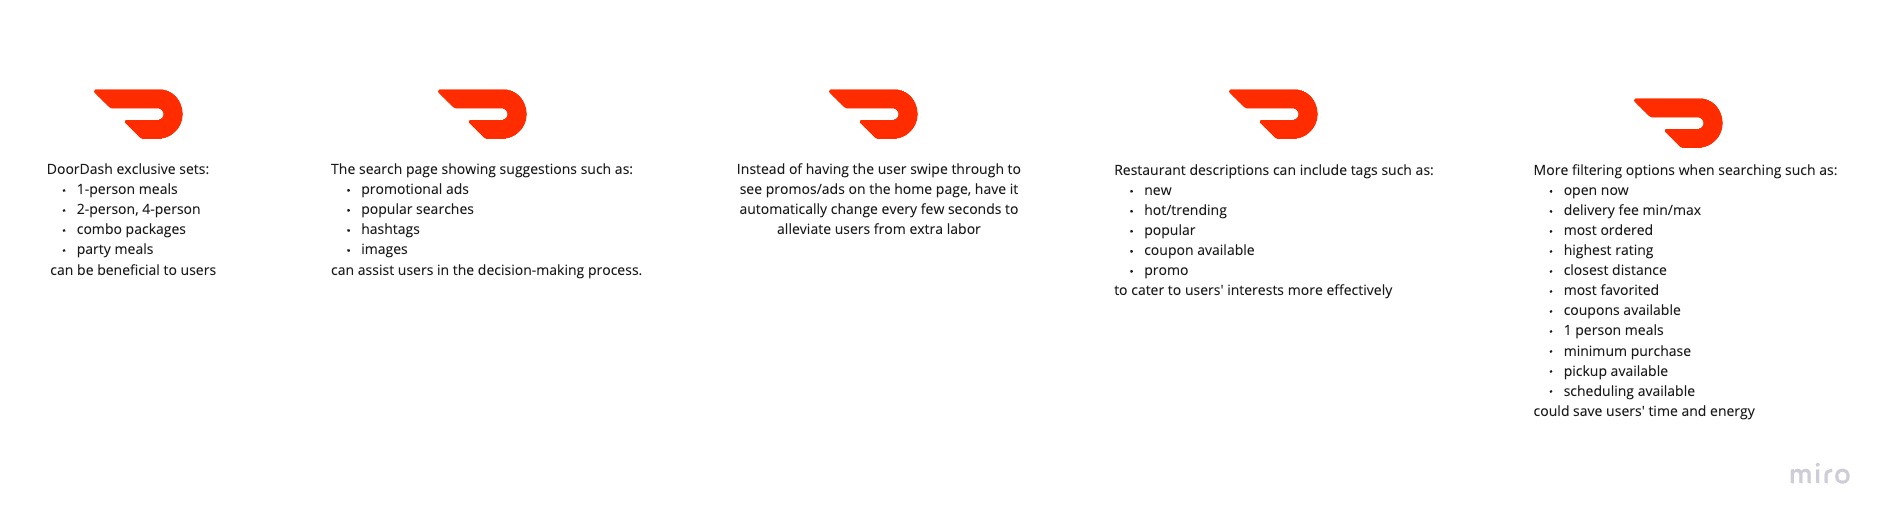 DoorDash exclusive sets:
• 1-person meals
• 2-person, 4-person
• combo packages
• party meals
can be beneficial to users
The search page showing suggestions such as:
• promotional ads
• popular searches
• hashtags
• images
can assist users in the decision-making process.
Instead of having the user swipe through to
see promos/ads on the home page, have it
automatically change every few seconds to
alleviate users from extra labor
Restaurant descriptions can include tags such as:
• new
• hot/trending
• popular
• coupon available
• promo
to cater to users' interests more effectively
More filtering options when searching such as:
• open now
• delivery fee min/max
• most ordered
• highest rating
• closest distance
• most favorited
• coupons available
• 1 person meals
• minimum purchase
• pickup available
• scheduling available
could save users' time and energy
miro